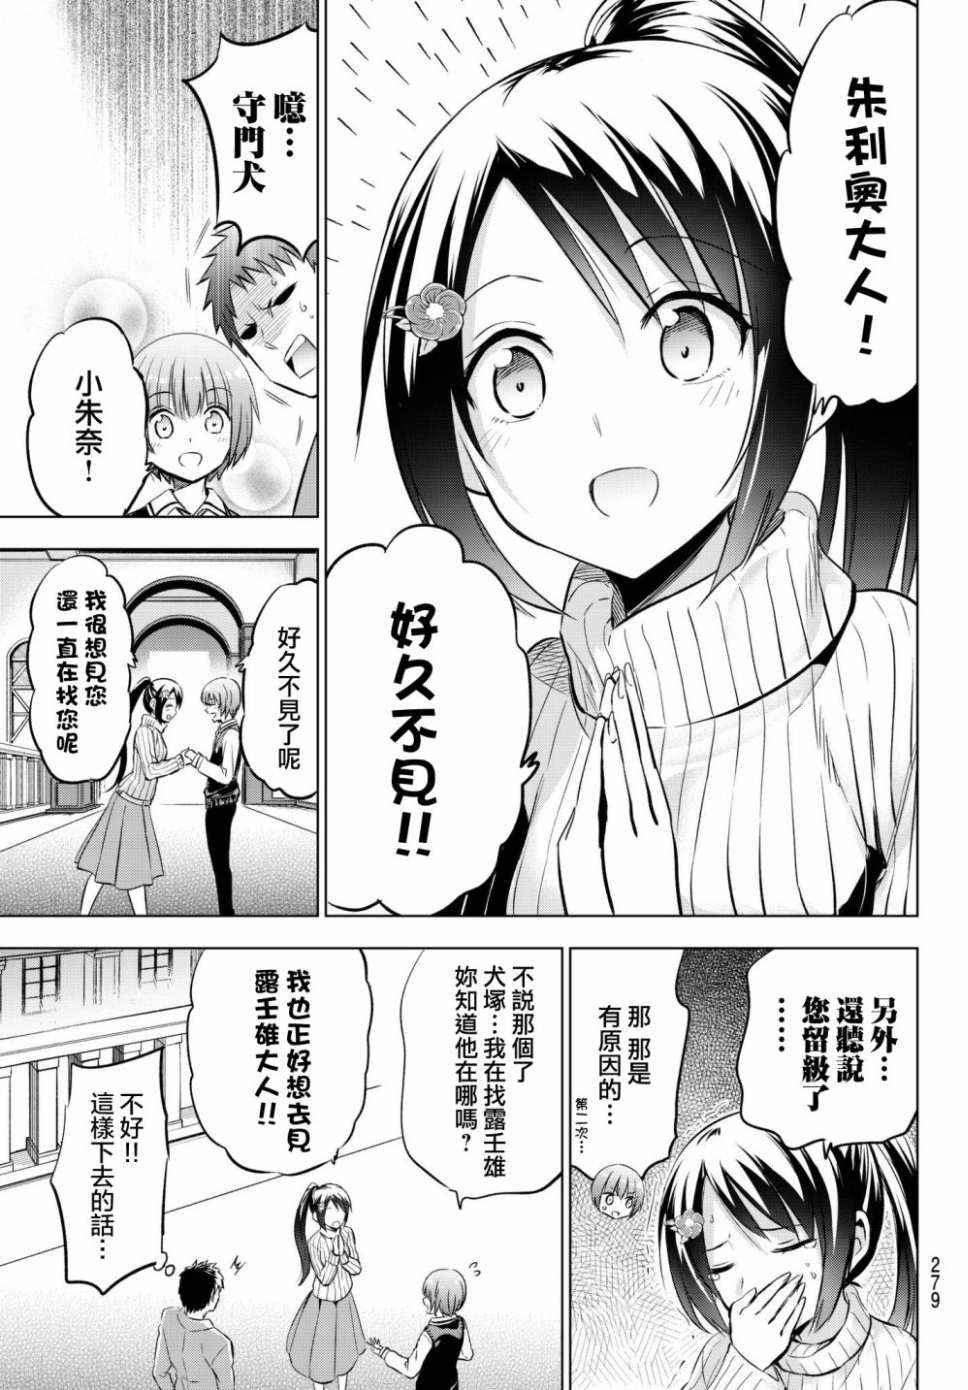 朱利奧大人！
好久不見!!
噫…
守門犬
小朱奈！
好久不見了呢
我很想見您
還一直在找您呢
另外…
還聽說
您留級了
……
那 那是
有原因的…
第二次…
不說那個了
犬塚…我在找露壬雄
妳知道他在哪嗎？
我也正好想去見
露壬雄大人!!
不好!!
這樣下去的話…
279